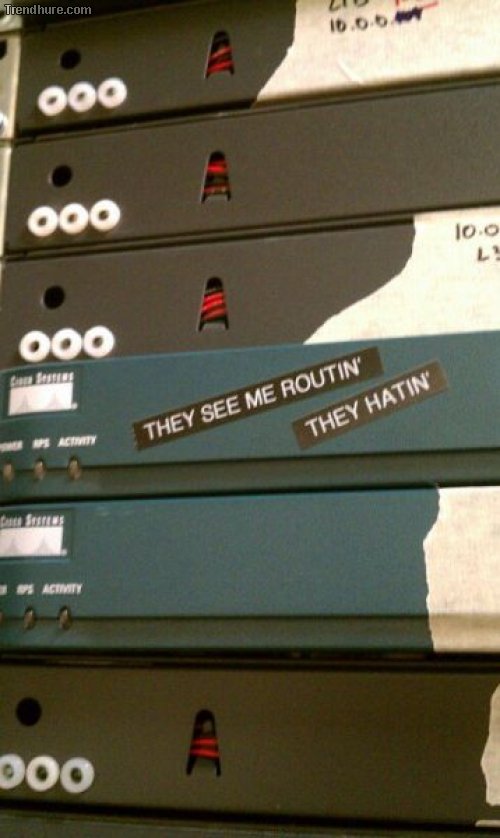 Trendhure.com
10.0.0.
10.0
L3
CISCO SYSTEMS
THEY SEE ME ROUTIN'
THEY HATIN'
POWER RPS ACTIVITY
CISCO SYSTEMS
RPS ACTIVITY